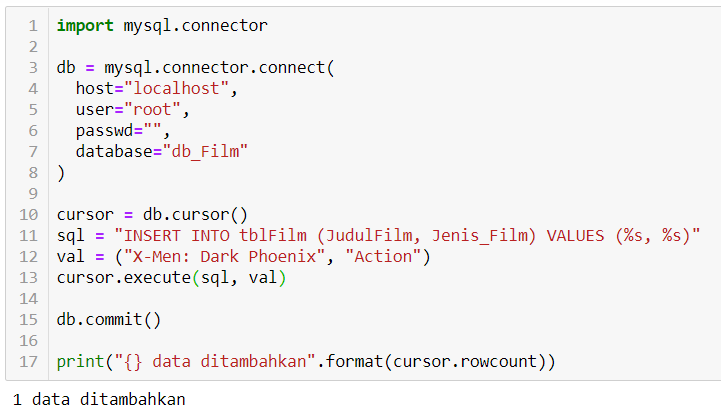 1 import mysql.connector
2
3 db = mysql.connector.connect(
4   host="localhost",
5   user="root",
6   passwd="",
7   database="db_Film"
8 )
9
10 cursor = db.cursor()
11 sql = "INSERT INTO tblFilm (JudulFilm, Jenis_Film) VALUES (%s, %s)"
12 val = ("X-Men: Dark Phoenix", "Action")
13 cursor.execute(sql, val)
14
15 db.commit()
16
17 print("{} data ditambahkan".format(cursor.rowcount))
1 data ditambahkan